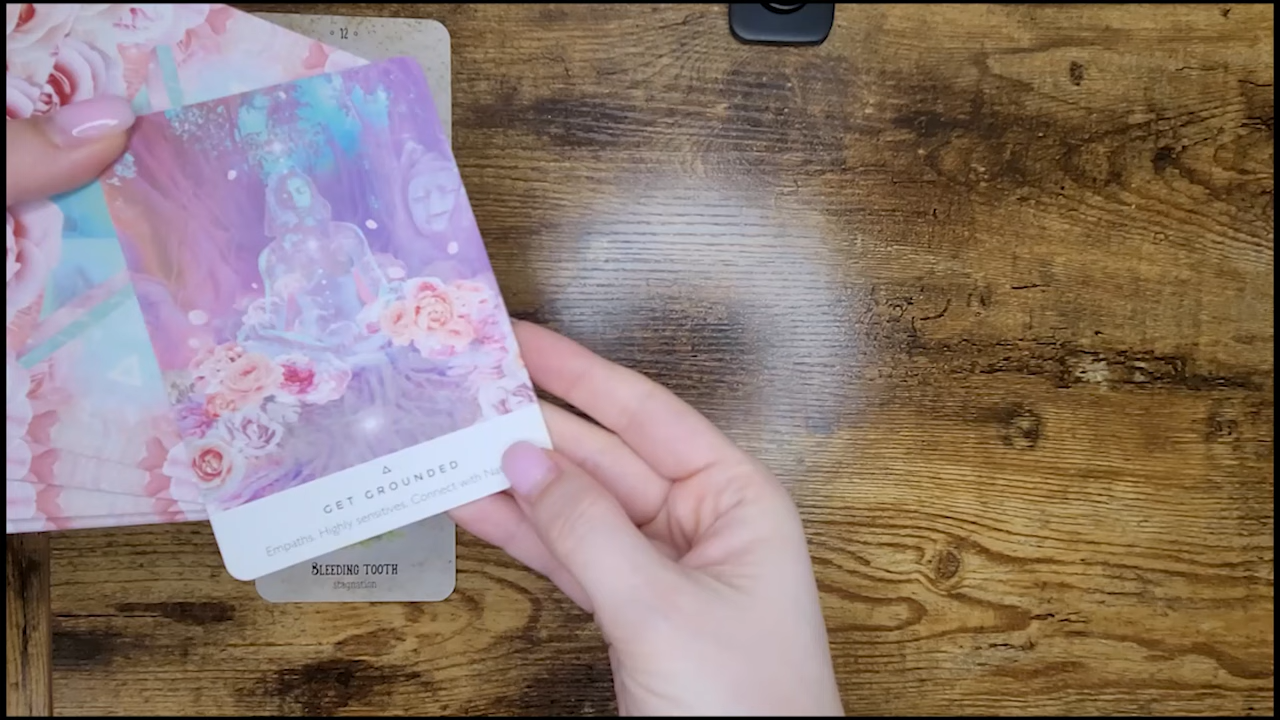 ◦ 12 ◦
GET GROUNDED
Empaths. Highly sensitives. Connect with
BLEEDING TOOTH
stagnation